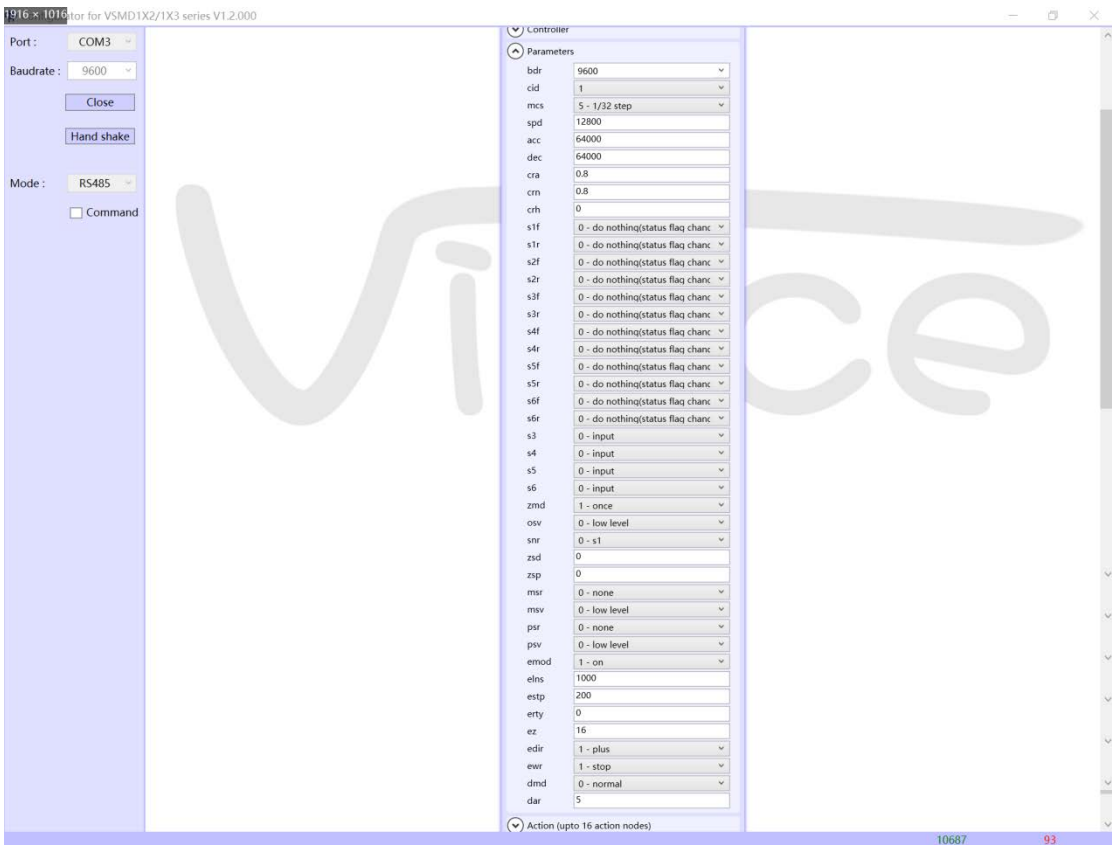 1916 × 1016
itor for VSMD1X2/1X3 series V1.2.000
Port :
COM3
Baudrate :
9600
Close
Hand shake
Mode :
RS485
Command
Controller
Parameters
bdr 9600
cid 1
mcs 5 - 1/32 step
spd 12800
acc 64000
dec 64000
cra 0.8
crn 0.8
crh 0
s1f 0 - do nothing(status flag chanc
s1r 0 - do nothing(status flag chanc
s2f 0 - do nothing(status flag chanc
s2r 0 - do nothing(status flag chanc
s3f 0 - do nothing(status flag chanc
s3r 0 - do nothing(status flag chanc
s4f 0 - do nothing(status flag chanc
s4r 0 - do nothing(status flag chanc
s5f 0 - do nothing(status flag chanc
s5r 0 - do nothing(status flag chanc
s6f 0 - do nothing(status flag chanc
s6r 0 - do nothing(status flag chanc
s3 0 - input
s4 0 - input
s5 0 - input
s6 0 - input
zmd 1 - once
osv 0 - low level
snr 0 - s1
zsd 0
zsp 0
msr 0 - none
msv 0 - low level
psr 0 - none
psv 0 - low level
emod 1 - on
elns 1000
estp 200
erty 0
ez 16
edir 1 - plus
ewr 1 - stop
dmd 0 - normal
dar 5
Action (upto 16 action nodes)
10687 93